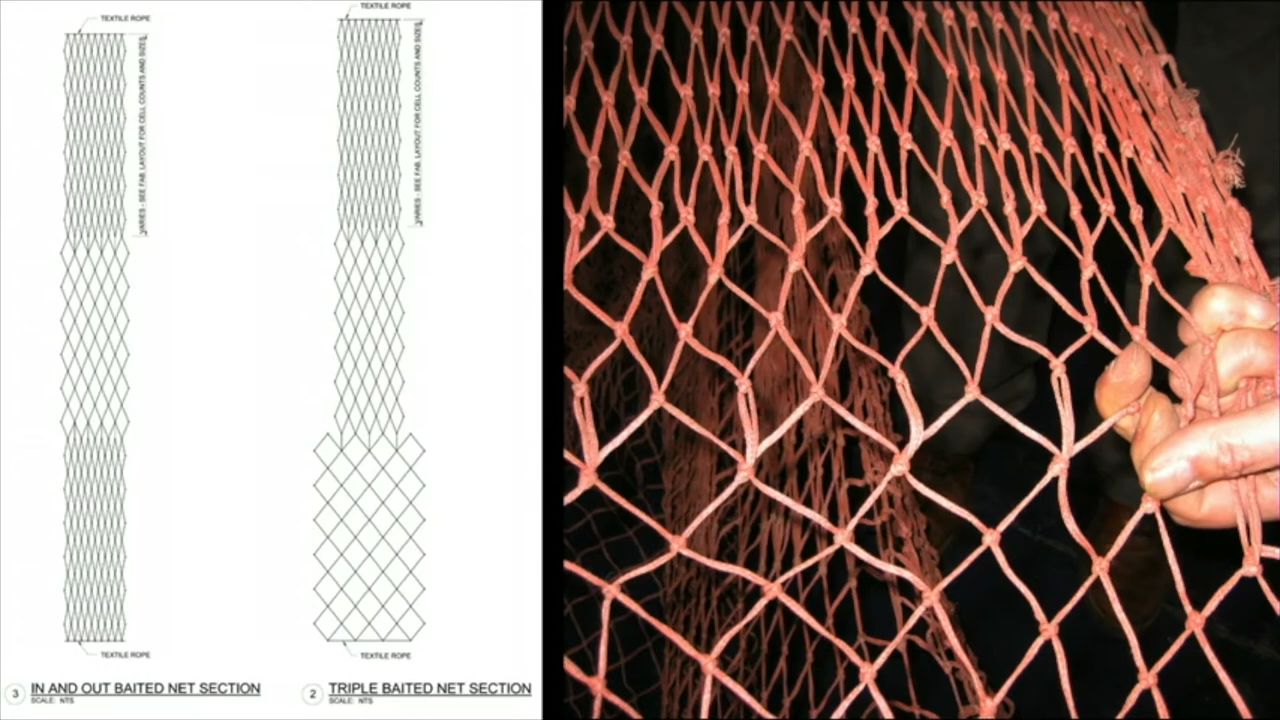 TEXTILE ROPE
VARIES - SEE FAB. LAYOUT FOR CELL COUNTS AND SIZES
TEXTILE ROPE
3 IN AND OUT BAITED NET SECTION
SCALE: NTS
TEXTILE ROPE
VARIES - SEE FAB. LAYOUT FOR CELL COUNTS AND SIZES
TEXTILE ROPE
2 TRIPLE BAITED NET SECTION
SCALE: NTS